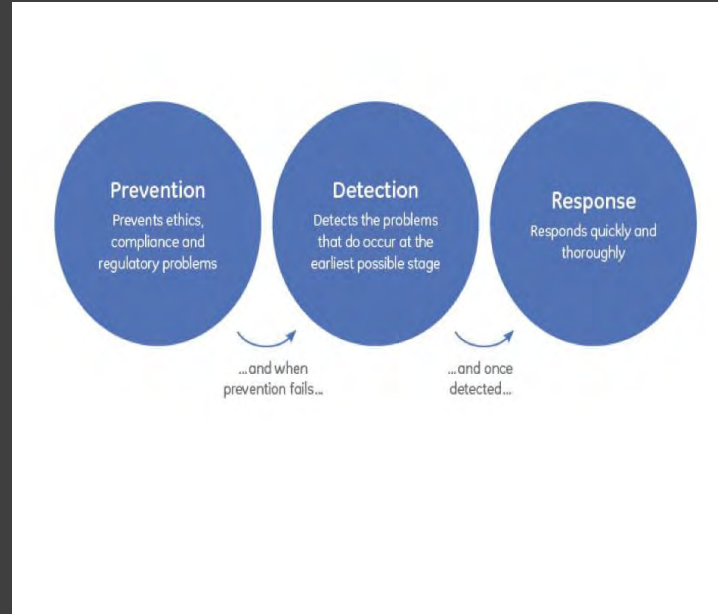 Prevention
Prevents ethics,
compliance and
regulatory problems
Detection
Detects the problems
that do occur at the
earliest possible stage
Response
Responds quickly and
thoroughly
...and when
prevention fails...
...and once
detected...